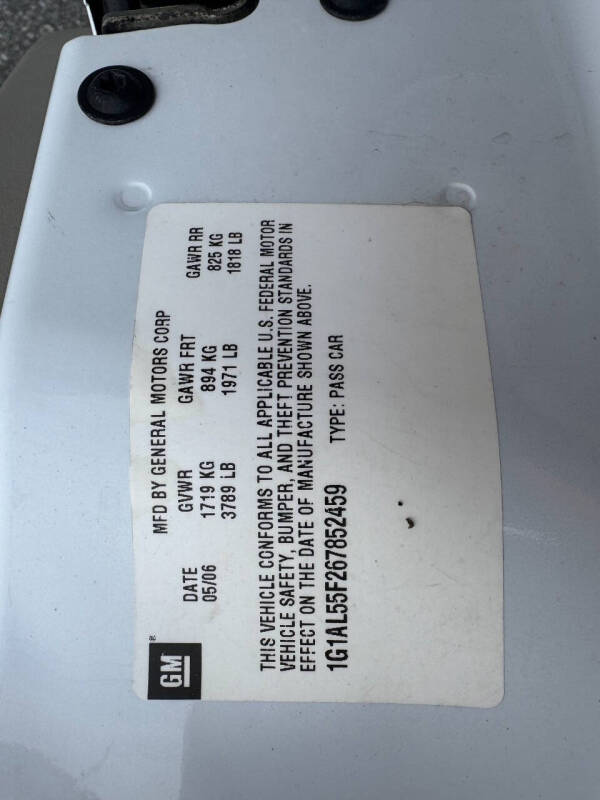 GM ®
MFD BY GENERAL MOTORS CORP
DATE GVWR GAWR FRT GAWR RR
05/06 1719 KG 894 KG 825 KG
3789 LB 1971 LB 1818 LB
THIS VEHICLE CONFORMS TO ALL APPLICABLE U.S. FEDERAL MOTOR
VEHICLE SAFETY, BUMPER, AND THEFT PREVENTION STANDARDS IN
EFFECT ON THE DATE OF MANUFACTURE SHOWN ABOVE.
1G1AL55F267852459 TYPE: PASS CAR